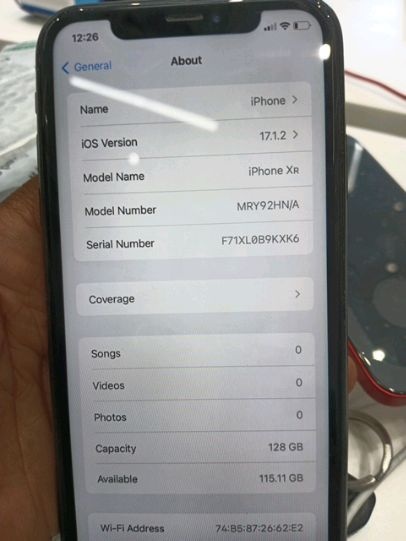 12:26
General
About
Name iPhone
iOS Version 17.1.2
Model Name iPhone XR
Model Number MRY92HN/A
Serial Number F71XL0B9KXK6
Coverage
Songs 0
Videos 0
Photos 0
Capacity 128 GB
Available 115.11 GB
Wi-Fi Address 74:B5:87:26:62:E2